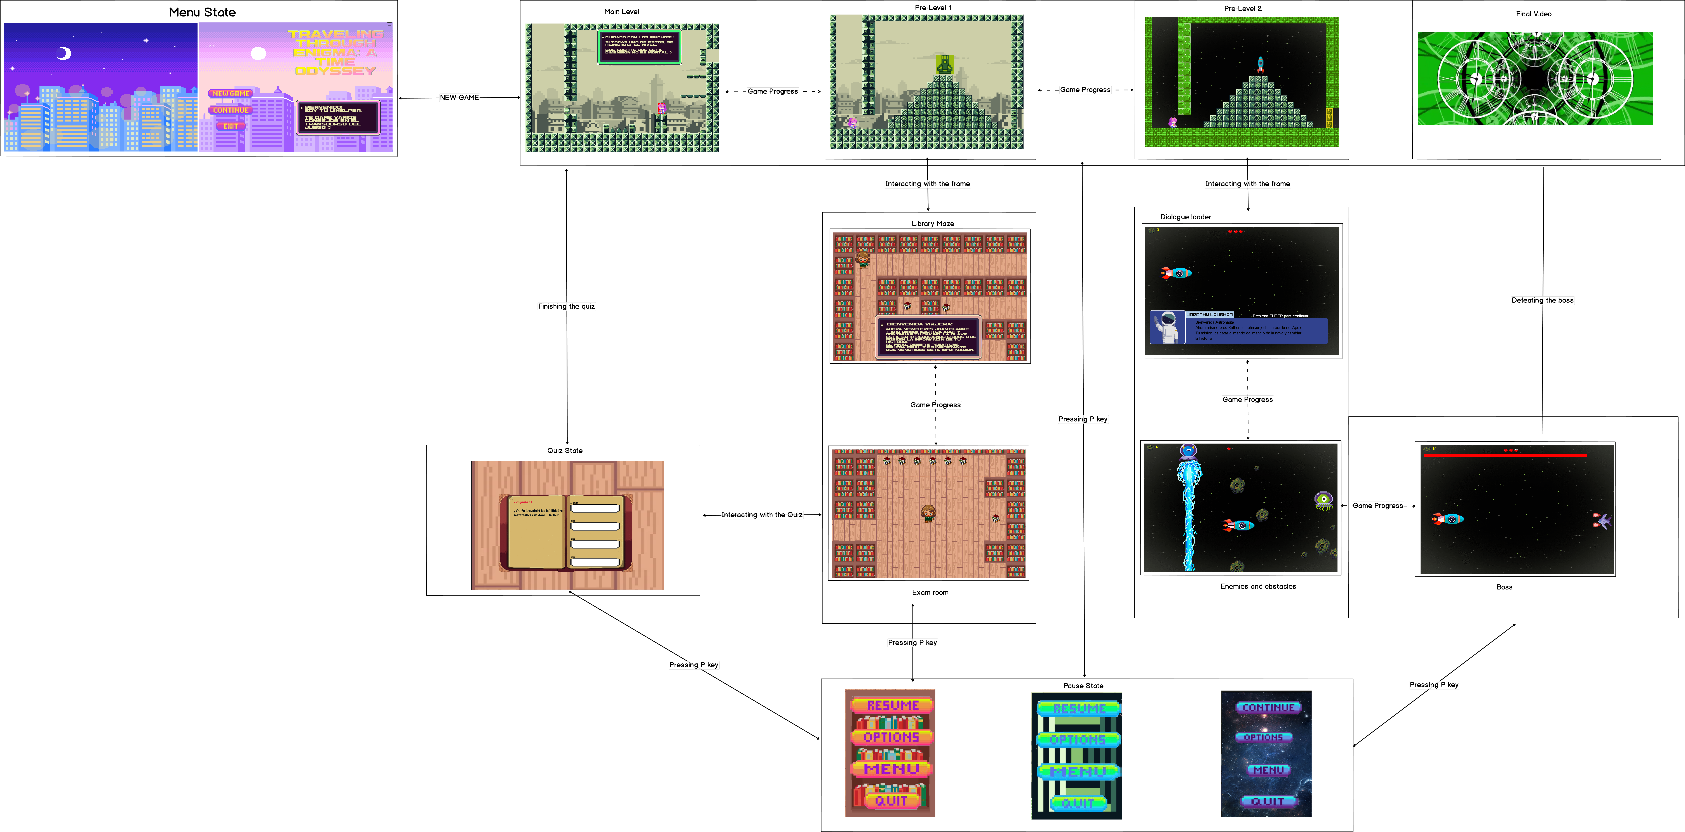 Menu State
TRAVELING
THROUGH
ENIGMA: A
TIME
ODYSSEY
NEW GAME
CONTINUE
EXIT
NEW GAME
Main Level
Game Progress
Pre Level 1
Game Progress
Pre Level 2
Final Video
Interacting with the frame
Interacting with the frame
Library Maze
Dialogue loader
Finishing the quiz
Defeating the boss
Game Progress
Game Progress
Pressing P key
Quiz State
Interacting with the Quiz
Game Progress
Exam room
Enemies and obstacles
Boss
Pressing P key
Pressing P key
Pressing P key
Pause State
RESUME
OPTIONS
MENU
QUIT
RESUME
OPTIONS
MENU
QUIT
CONTINUE
OPTIONS
MENU
QUIT